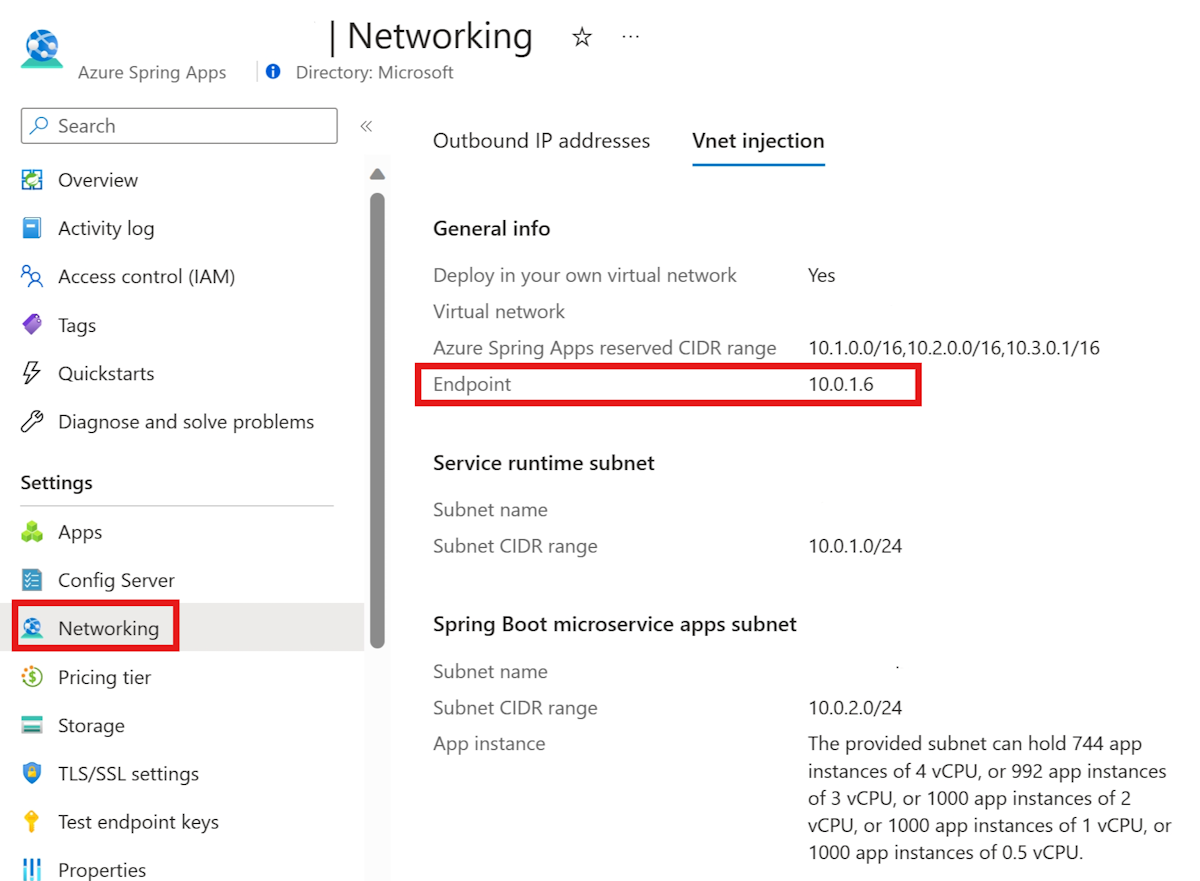 | Networking
Azure Spring Apps
Directory: Microsoft
Search
«
Overview
Activity log
Access control (IAM)
Tags
Quickstarts
Diagnose and solve problems
Settings
Apps
Config Server
Networking
Pricing tier
Storage
TLS/SSL settings
Test endpoint keys
Properties
Outbound IP addresses Vnet injection
General info
Deploy in your own virtual network Yes
Virtual network
Azure Spring Apps reserved CIDR range 10.1.0.0/16,10.2.0.0/16,10.3.0.1/16
Endpoint 10.0.1.6
Service runtime subnet
Subnet name
Subnet CIDR range 10.0.1.0/24
Spring Boot microservice apps subnet
Subnet name
Subnet CIDR range 10.0.2.0/24
App instance The provided subnet can hold 744 app
instances of 4 vCPU, or 992 app instances
of 3 vCPU, or 1000 app instances of 2
vCPU, or 1000 app instances of 1 vCPU, or
1000 app instances of 0.5 vCPU.